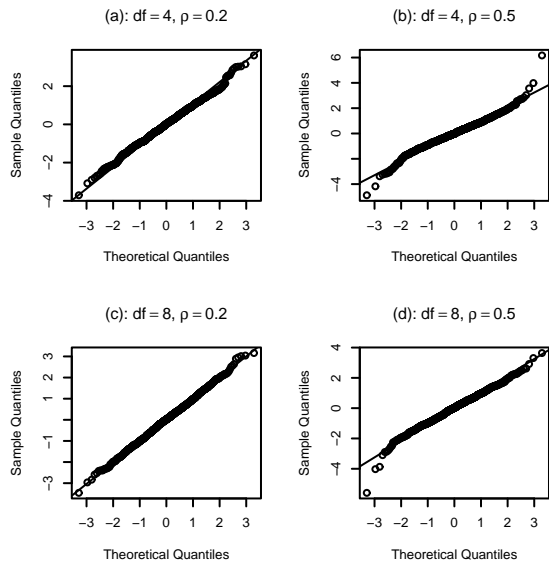 (a): df = 4, ρ = 0.2
Sample Quantiles
−4 −2 0 2
−3 −2 −1 0 1 2 3
Theoretical Quantiles
(b): df = 4, ρ = 0.5
Sample Quantiles
−4 0 2 4 6
−3 −2 −1 0 1 2 3
Theoretical Quantiles
(c): df = 8, ρ = 0.2
Sample Quantiles
−3 −1 1 2 3
−3 −2 −1 0 1 2 3
Theoretical Quantiles
(d): df = 8, ρ = 0.5
Sample Quantiles
−4 −2 0 2 4
−3 −2 −1 0 1 2 3
Theoretical Quantiles